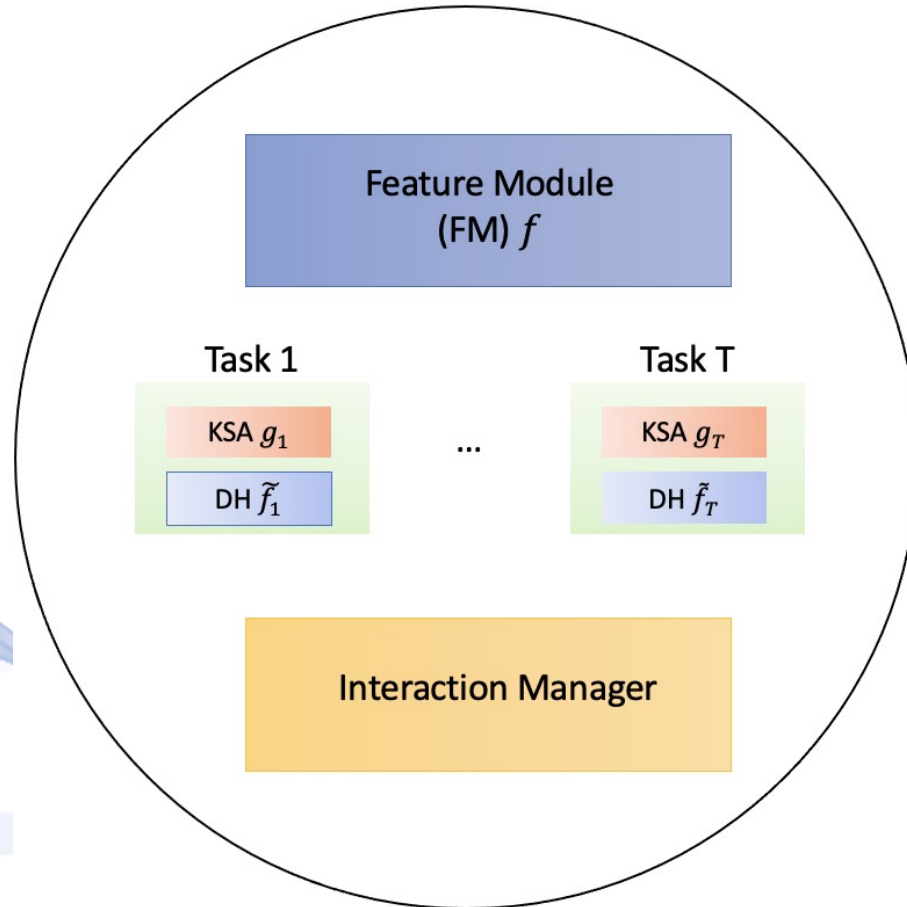 Feature Module
(FM) f
Task 1
Task T
KSA g₁
KSA g_T
...
DH f̃₁
DH f̃_T
Interaction Manager